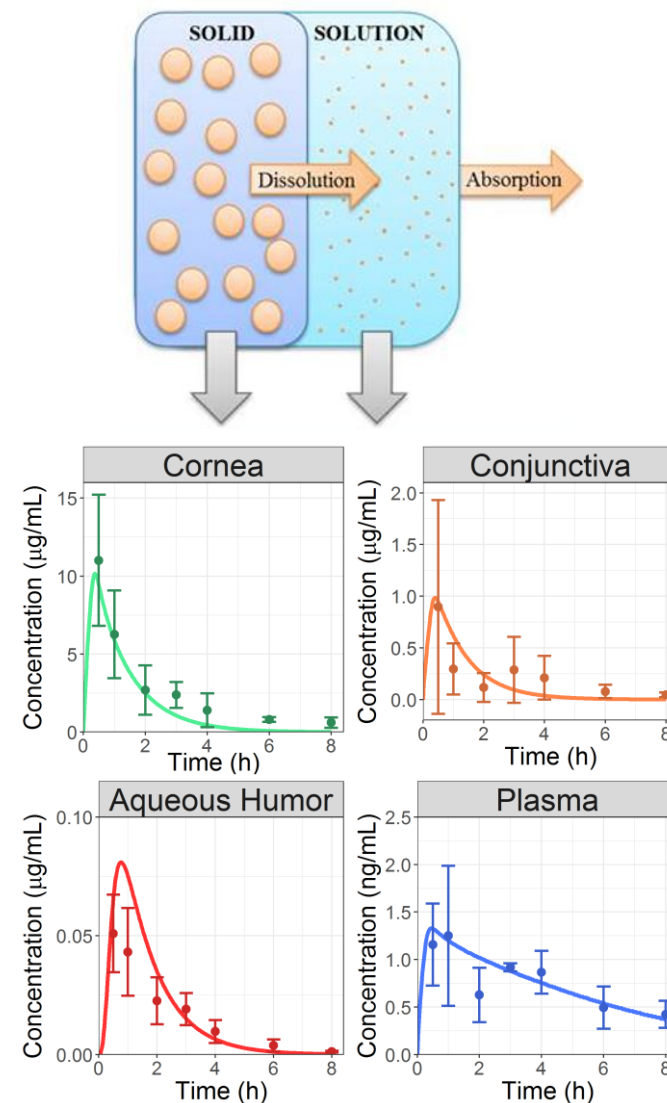 SOLID SOLUTION
Dissolution Absorption
Cornea
Concentration (μg/mL)
15
10
5
0
0 2 4 6 8
Time (h)
Conjunctiva
Concentration (μg/mL)
2.0
1.5
1.0
0.5
0.0
0 2 4 6 8
Time (h)
Aqueous Humor
Concentration (μg/mL)
0.10
0.05
0.00
0 2 4 6 8
Time (h)
Plasma
Concentration (ng/mL)
2.5
2.0
1.5
1.0
0.5
0.0
0 2 4 6 8
Time (h)